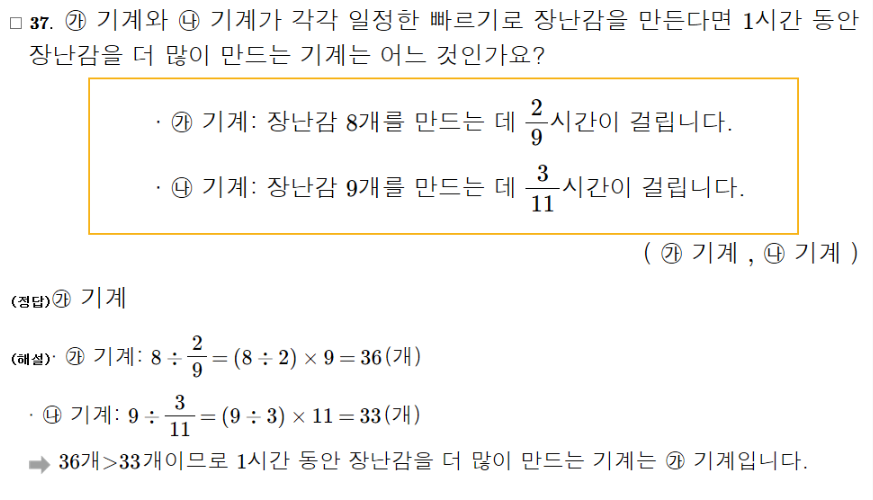 □ 37. ㉮ 기계와 ㉯ 기계가 각각 일정한 빠르기로 장난감을 만든다면 1시간 동안
장난감을 더 많이 만드는 기계는 어느 것인가요?
· ㉮ 기계: 장난감 8개를 만드는 데 2/9시간이 걸립니다.
· ㉯ 기계: 장난감 9개를 만드는 데 3/11시간이 걸립니다.
( ㉮ 기계 , ㉯ 기계 )
(정답)㉮ 기계
(해설)· ㉮ 기계: 8 ÷ 2/9 = (8 ÷ 2) × 9 = 36(개)
· ㉯ 기계: 9 ÷ 3/11 = (9 ÷ 3) × 11 = 33(개)
➡ 36개>33개이므로 1시간 동안 장난감을 더 많이 만드는 기계는 ㉮ 기계입니다.